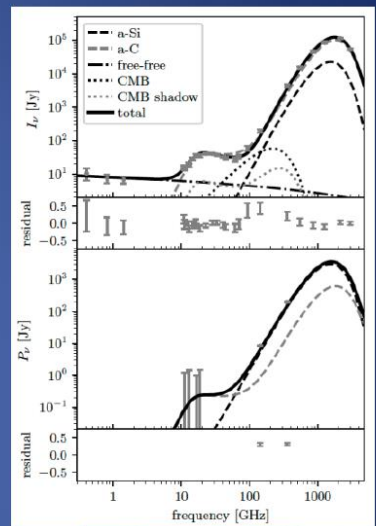 a-Si
a-C
free-free
CMB
CMB shadow
total
I_ν [Jy]
10^5
10^4
10^3
10^2
10^1
residual
0.5
0.0
−0.5
P_ν [Jy]
10^3
10^2
10^1
10^0
10^−1
residual
0.5
0.0
−0.5
1
10
100
1000
frequency [GHz]